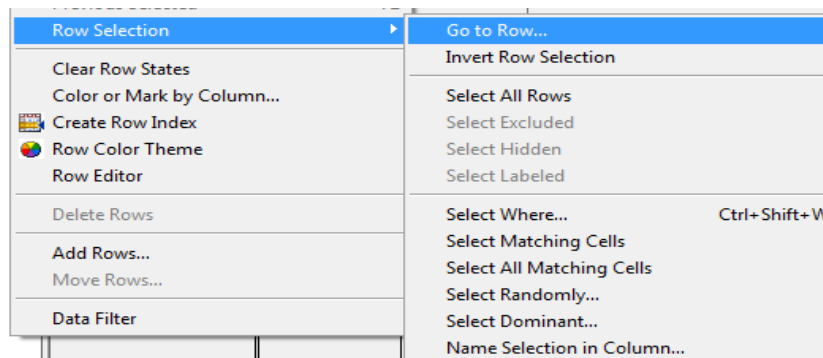 Row Selection
Clear Row States
Color or Mark by Column...
Create Row Index
Row Color Theme
Row Editor
Delete Rows
Add Rows...
Move Rows...
Data Filter
Go to Row...
Invert Row Selection
Select All Rows
Select Excluded
Select Hidden
Select Labeled
Select Where... Ctrl+Shift+W
Select Matching Cells
Select All Matching Cells
Select Randomly...
Select Dominant...
Name Selection in Column...